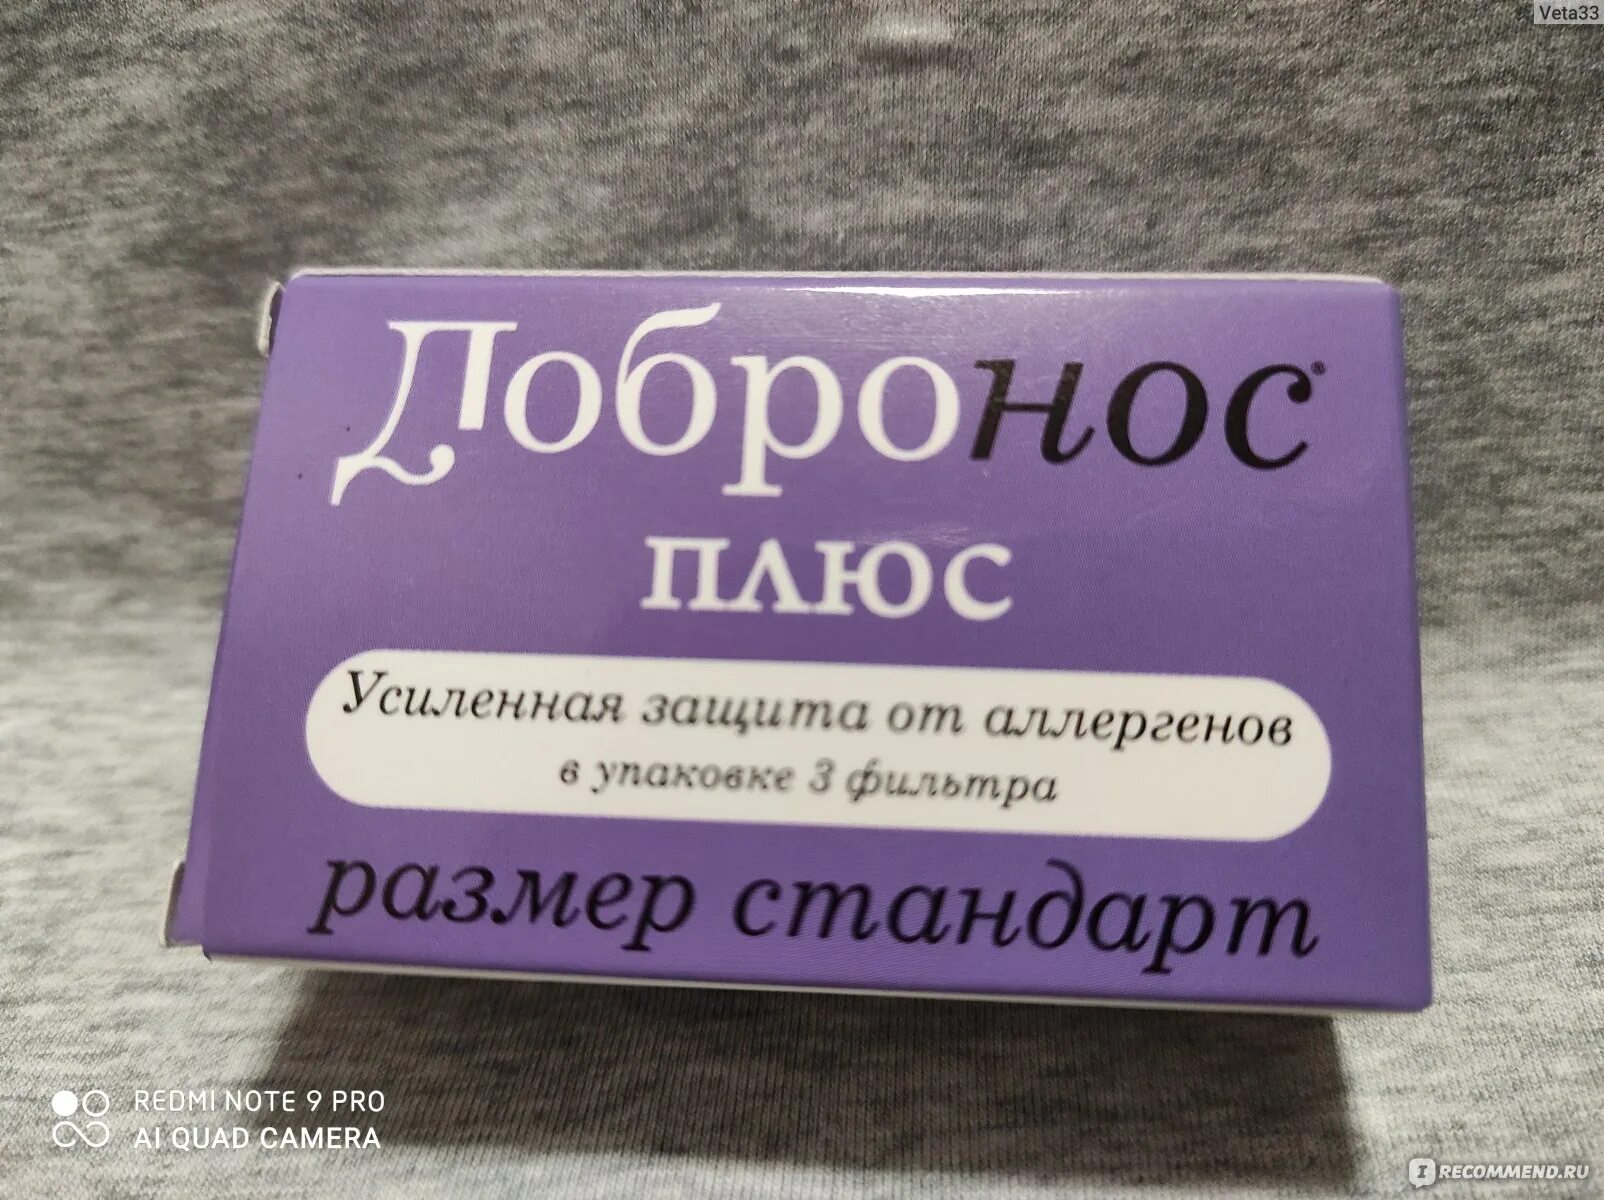 Veta33
Добронос®
плюс
Усиленная защита от аллергенов
в упаковке 3 фильтра
размер стандарт
REDMI NOTE 9 PRO
AI QUAD CAMERA
IRECOMMEND.RU